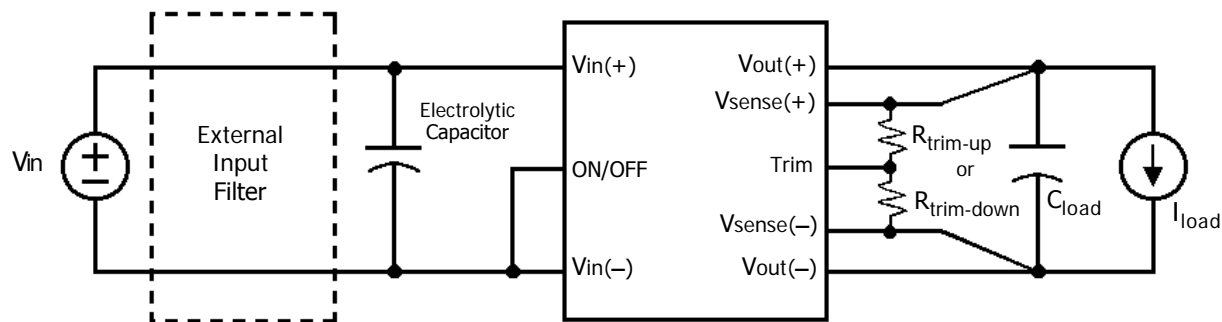 Vin
External
Input
Filter
Electrolytic
Capacitor
Vin(+)
ON/OFF
Vin(−)
Vout(+)
Vsense(+)
Trim
Vsense(−)
Vout(−)
Rtrim-up
or
Rtrim-down
Cload
Iload